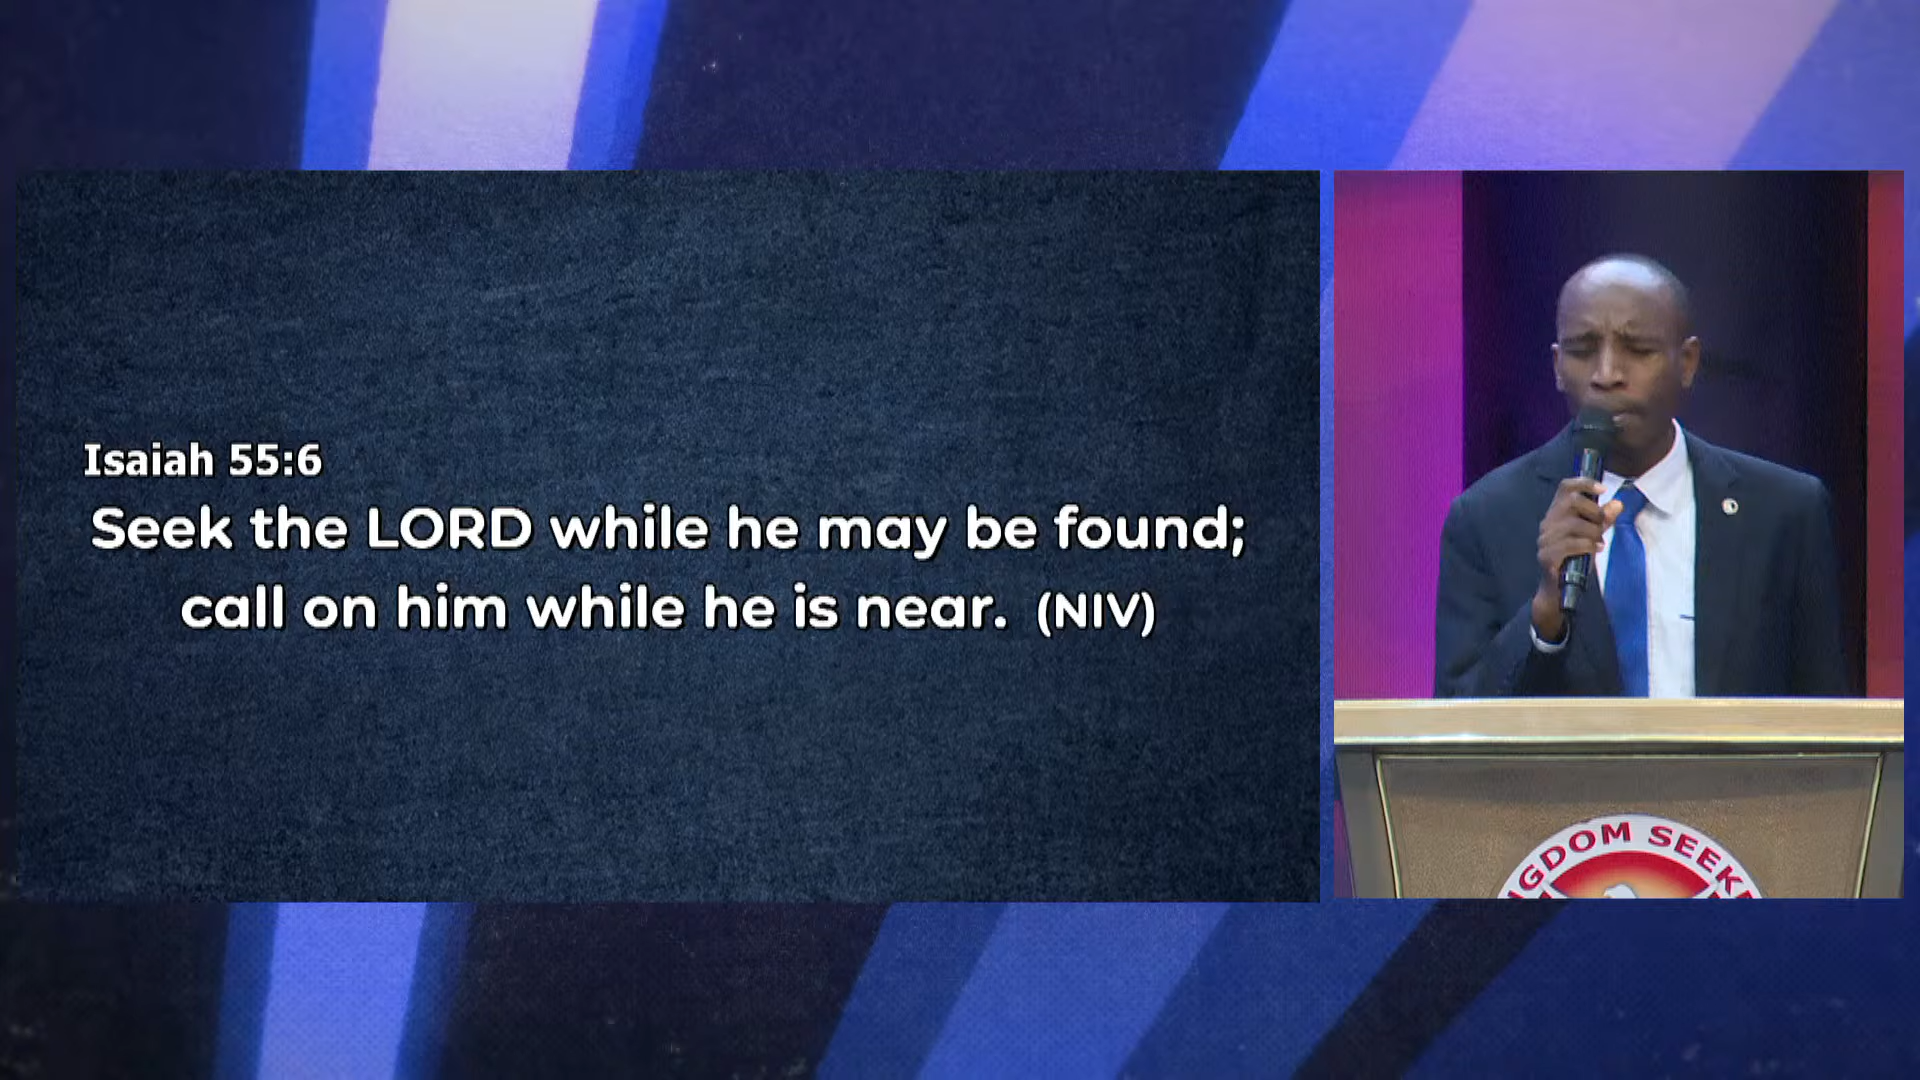 Isaiah 55:6
Seek the LORD while he may be found;
call on him while he is near. (NIV)
DOM SEEK